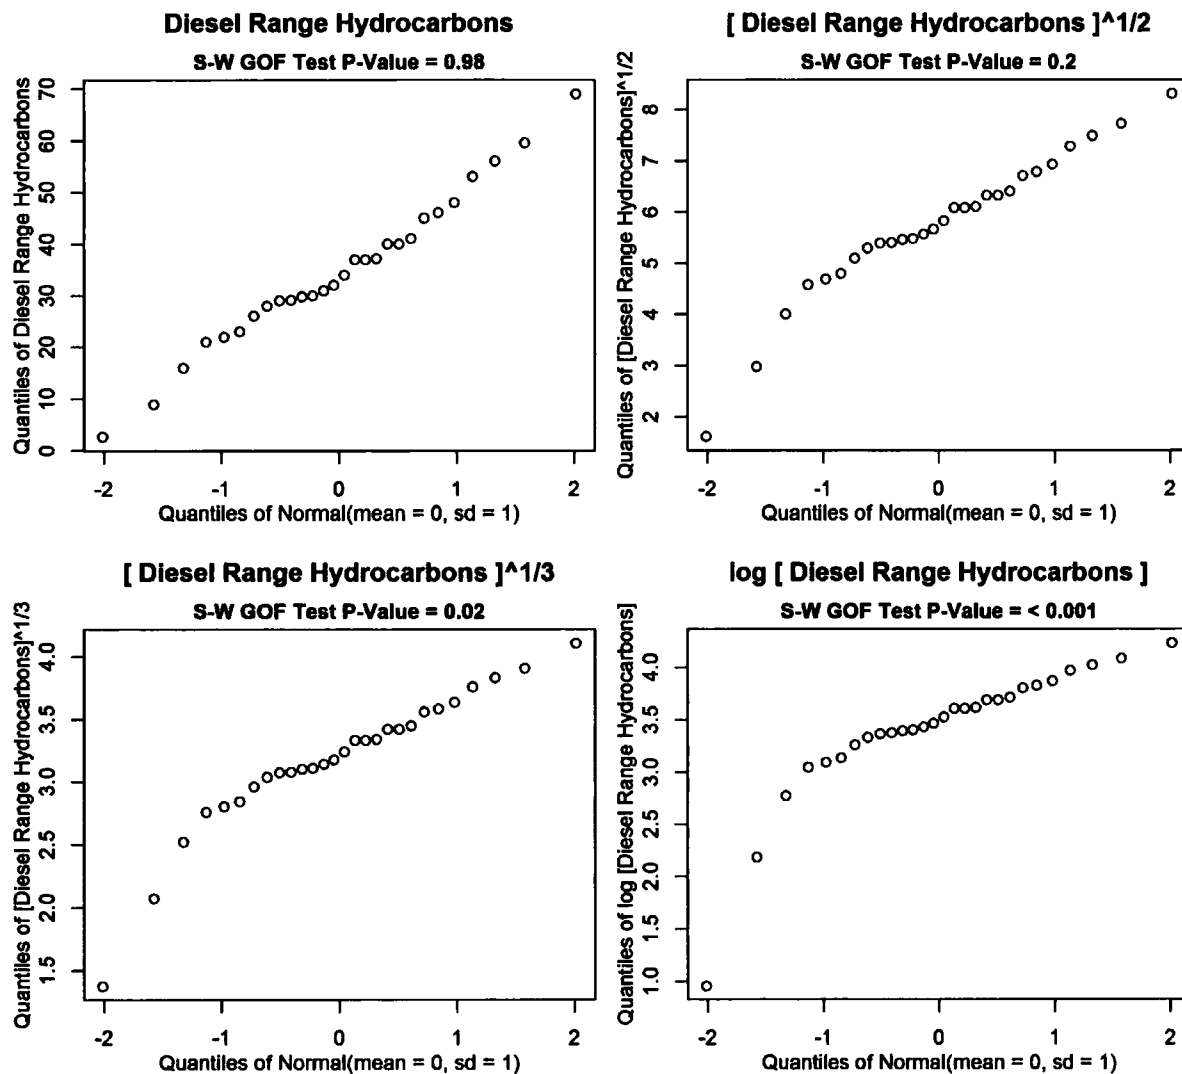 Diesel Range Hydrocarbons
S-W GOF Test P-Value = 0.98
Quantiles of Diesel Range Hydrocarbons
70
60
50
40
30
20
10
0
-2 -1 0 1 2
Quantiles of Normal(mean = 0, sd = 1)
[ Diesel Range Hydrocarbons ]^1/2
S-W GOF Test P-Value = 0.2
Quantiles of [Diesel Range Hydrocarbons]^1/2
8
7
6
5
4
3
2
-2 -1 0 1 2
Quantiles of Normal(mean = 0, sd = 1)
[ Diesel Range Hydrocarbons ]^1/3
S-W GOF Test P-Value = 0.02
Quantiles of [Diesel Range Hydrocarbons]^1/3
4.0
3.5
3.0
2.5
2.0
1.5
-2 -1 0 1 2
Quantiles of Normal(mean = 0, sd = 1)
log [ Diesel Range Hydrocarbons ]
S-W GOF Test P-Value = < 0.001
Quantiles of log [Diesel Range Hydrocarbons]
4.0
3.5
3.0
2.5
2.0
1.5
1.0
-2 -1 0 1 2
Quantiles of Normal(mean = 0, sd = 1)